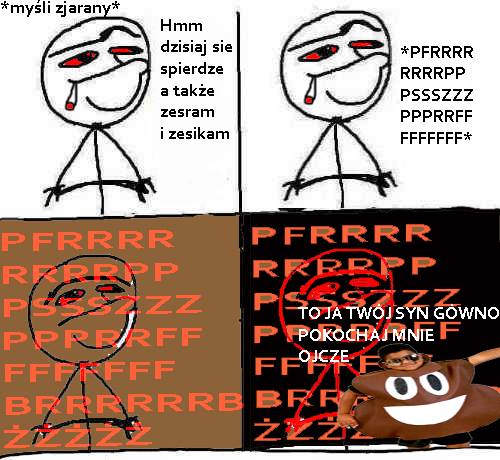 *myśli zjarany*
Hmm
dzisiaj sie
spierdze
a także
zesram
i zesikam
*PFRRRR
RRRRPP
PSSSZZZ
PPPRRFF
FFFFFFF*
PFRRRR
RRRRPP
PSSSZZZ
PPPRRFF
FFFFFFF
BRRRRRRB
ŻŻŻŻŻ
PFRRRR
RRRRPP
PSSSZZZ
TO JA TWÓJ SYN GÓWNO
POKOCHAJ MNIE
OJCZE